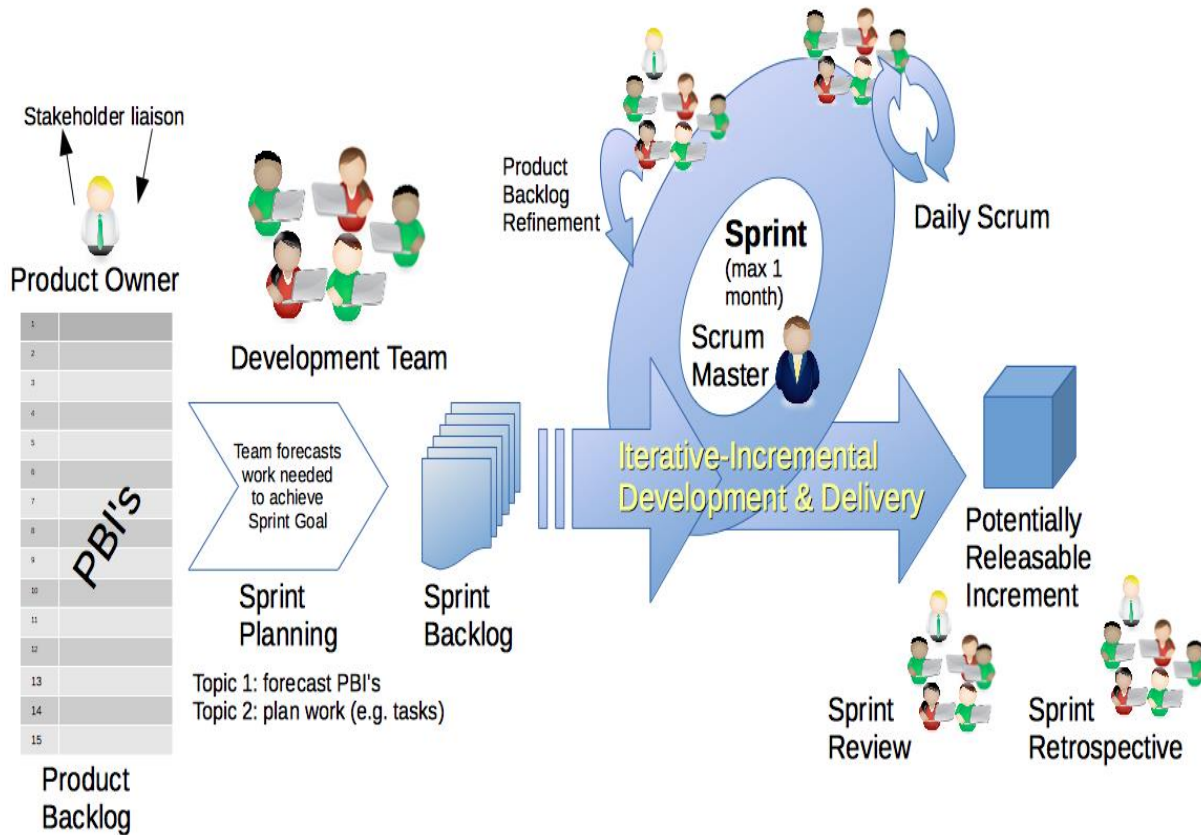 Stakeholder liaison
Product Owner
1
2
3
4
5
6
7
8
9
10
11
12
13
14
15
PBI's
Product
Backlog
Development Team
Team forecasts
work needed
to achieve
Sprint Goal
Sprint
Planning
Topic 1: forecast PBI's
Topic 2: plan work (e.g. tasks)
Sprint
Backlog
Product
Backlog
Refinement
Sprint
(max 1
month)
Scrum
Master
Daily Scrum
Iterative-Incremental
Development & Delivery
Potentially
Releasable
Increment
Sprint
Review
Sprint
Retrospective